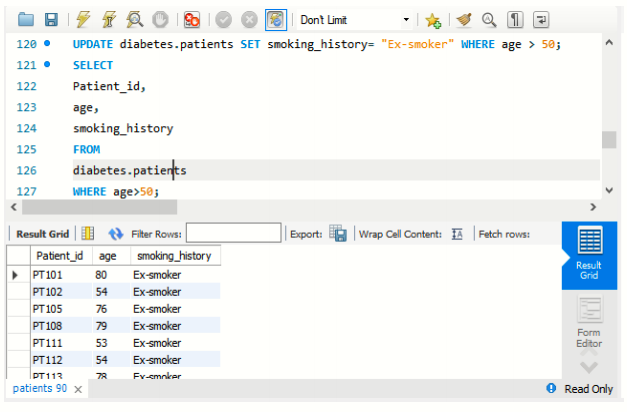 Don't Limit
120 UPDATE diabetes.patients SET smoking_history= "Ex-smoker" WHERE age > 50;
121 SELECT
122 Patient_id,
123 age,
124 smoking_history
125 FROM
126 diabetes.patients
127 WHERE age>50;
Result Grid Filter Rows: Export: Wrap Cell Content: IA Fetch rows:
Patient_id age smoking_history
PT101 80 Ex-smoker
PT102 54 Ex-smoker
PT105 76 Ex-smoker
PT108 79 Ex-smoker
PT111 53 Ex-smoker
PT112 54 Ex-smoker
PT113 78 Ex-smoker
Result
Grid
Form
Editor
patients 90 Read Only